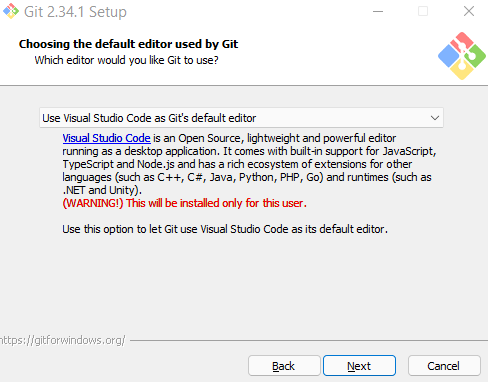 Git 2.34.1 Setup
Choosing the default editor used by Git
Which editor would you like Git to use?
Use Visual Studio Code as Git's default editor
Visual Studio Code is an Open Source, lightweight and powerful editor
running as a desktop application. It comes with built-in support for JavaScript,
TypeScript and Node.js and has a rich ecosystem of extensions for other
languages (such as C++, C#, Java, Python, PHP, Go) and runtimes (such as
.NET and Unity).
(WARNING!) This will be installed only for this user.
Use this option to let Git use Visual Studio Code as its default editor.
https://gitforwindows.org/
Back Next Cancel